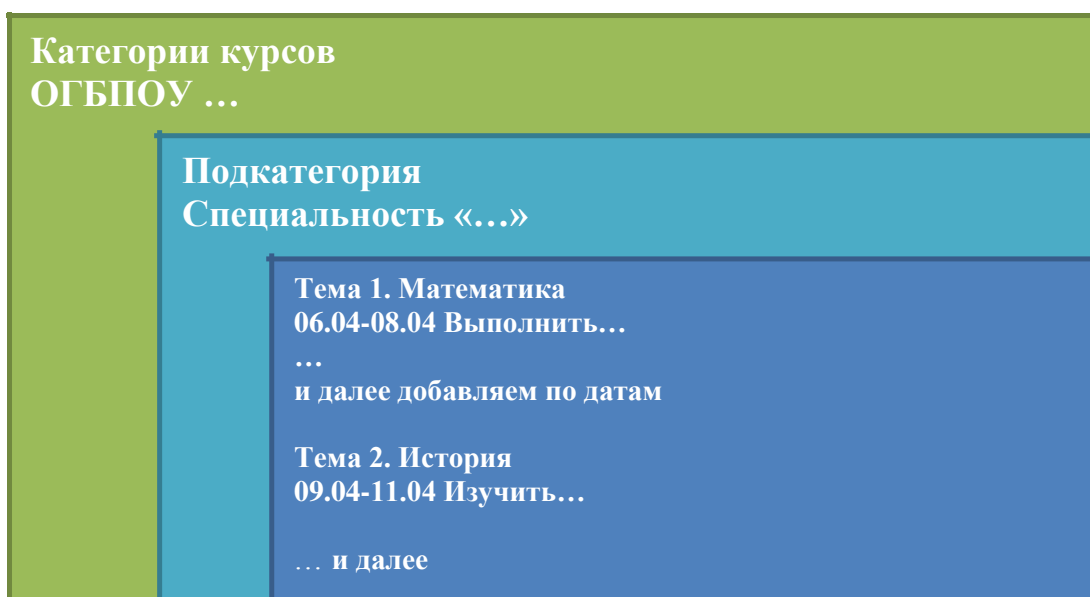 Категории курсов
ОГБПОУ …
Подкатегория
Специальность «…»
Тема 1. Математика
06.04-08.04 Выполнить…
…
и далее добавляем по датам
Тема 2. История
09.04-11.04 Изучить…
… и далее